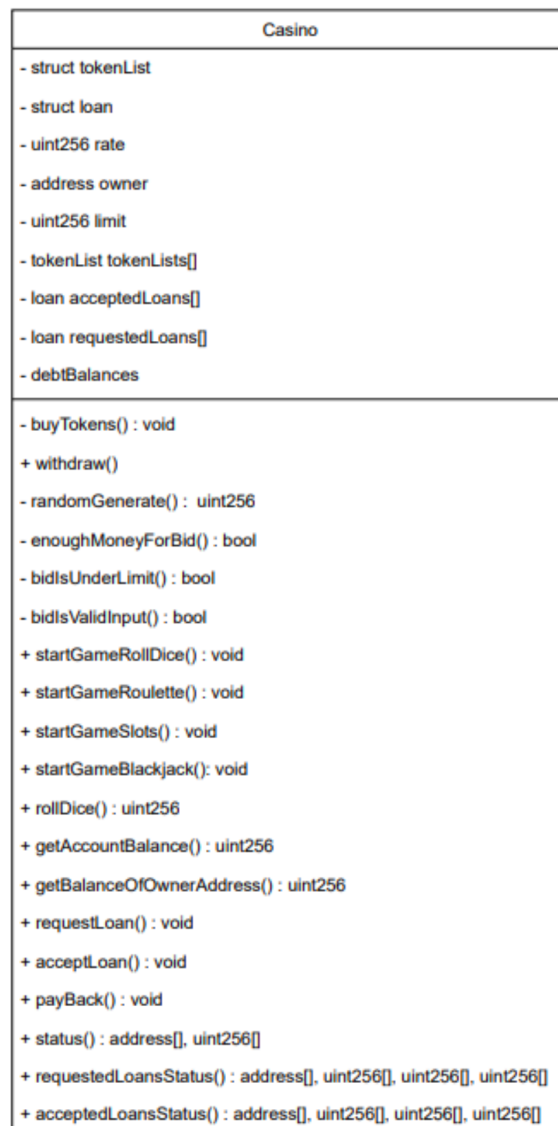 Casino
- struct tokenList
- struct loan
- uint256 rate
- address owner
- uint256 limit
- tokenList tokenLists[]
- loan acceptedLoans[]
- loan requestedLoans[]
- debtBalances
- buyTokens() : void
+ withdraw()
- randomGenerate() : uint256
- enoughMoneyForBid() : bool
- bidIsUnderLimit() : bool
- bidIsValidInput() : bool
+ startGameRollDice() : void
+ startGameRoulette() : void
+ startGameSlots() : void
+ startGameBlackjack(): void
+ rollDice() : uint256
+ getAccountBalance() : uint256
+ getBalanceOfOwnerAddress() : uint256
+ requestLoan() : void
+ acceptLoan() : void
+ payBack() : void
+ status() : address[], uint256[]
+ requestedLoansStatus() : address[], uint256[], uint256[], uint256[]
+ acceptedLoansStatus() : address[], uint256[], uint256[], uint256[]